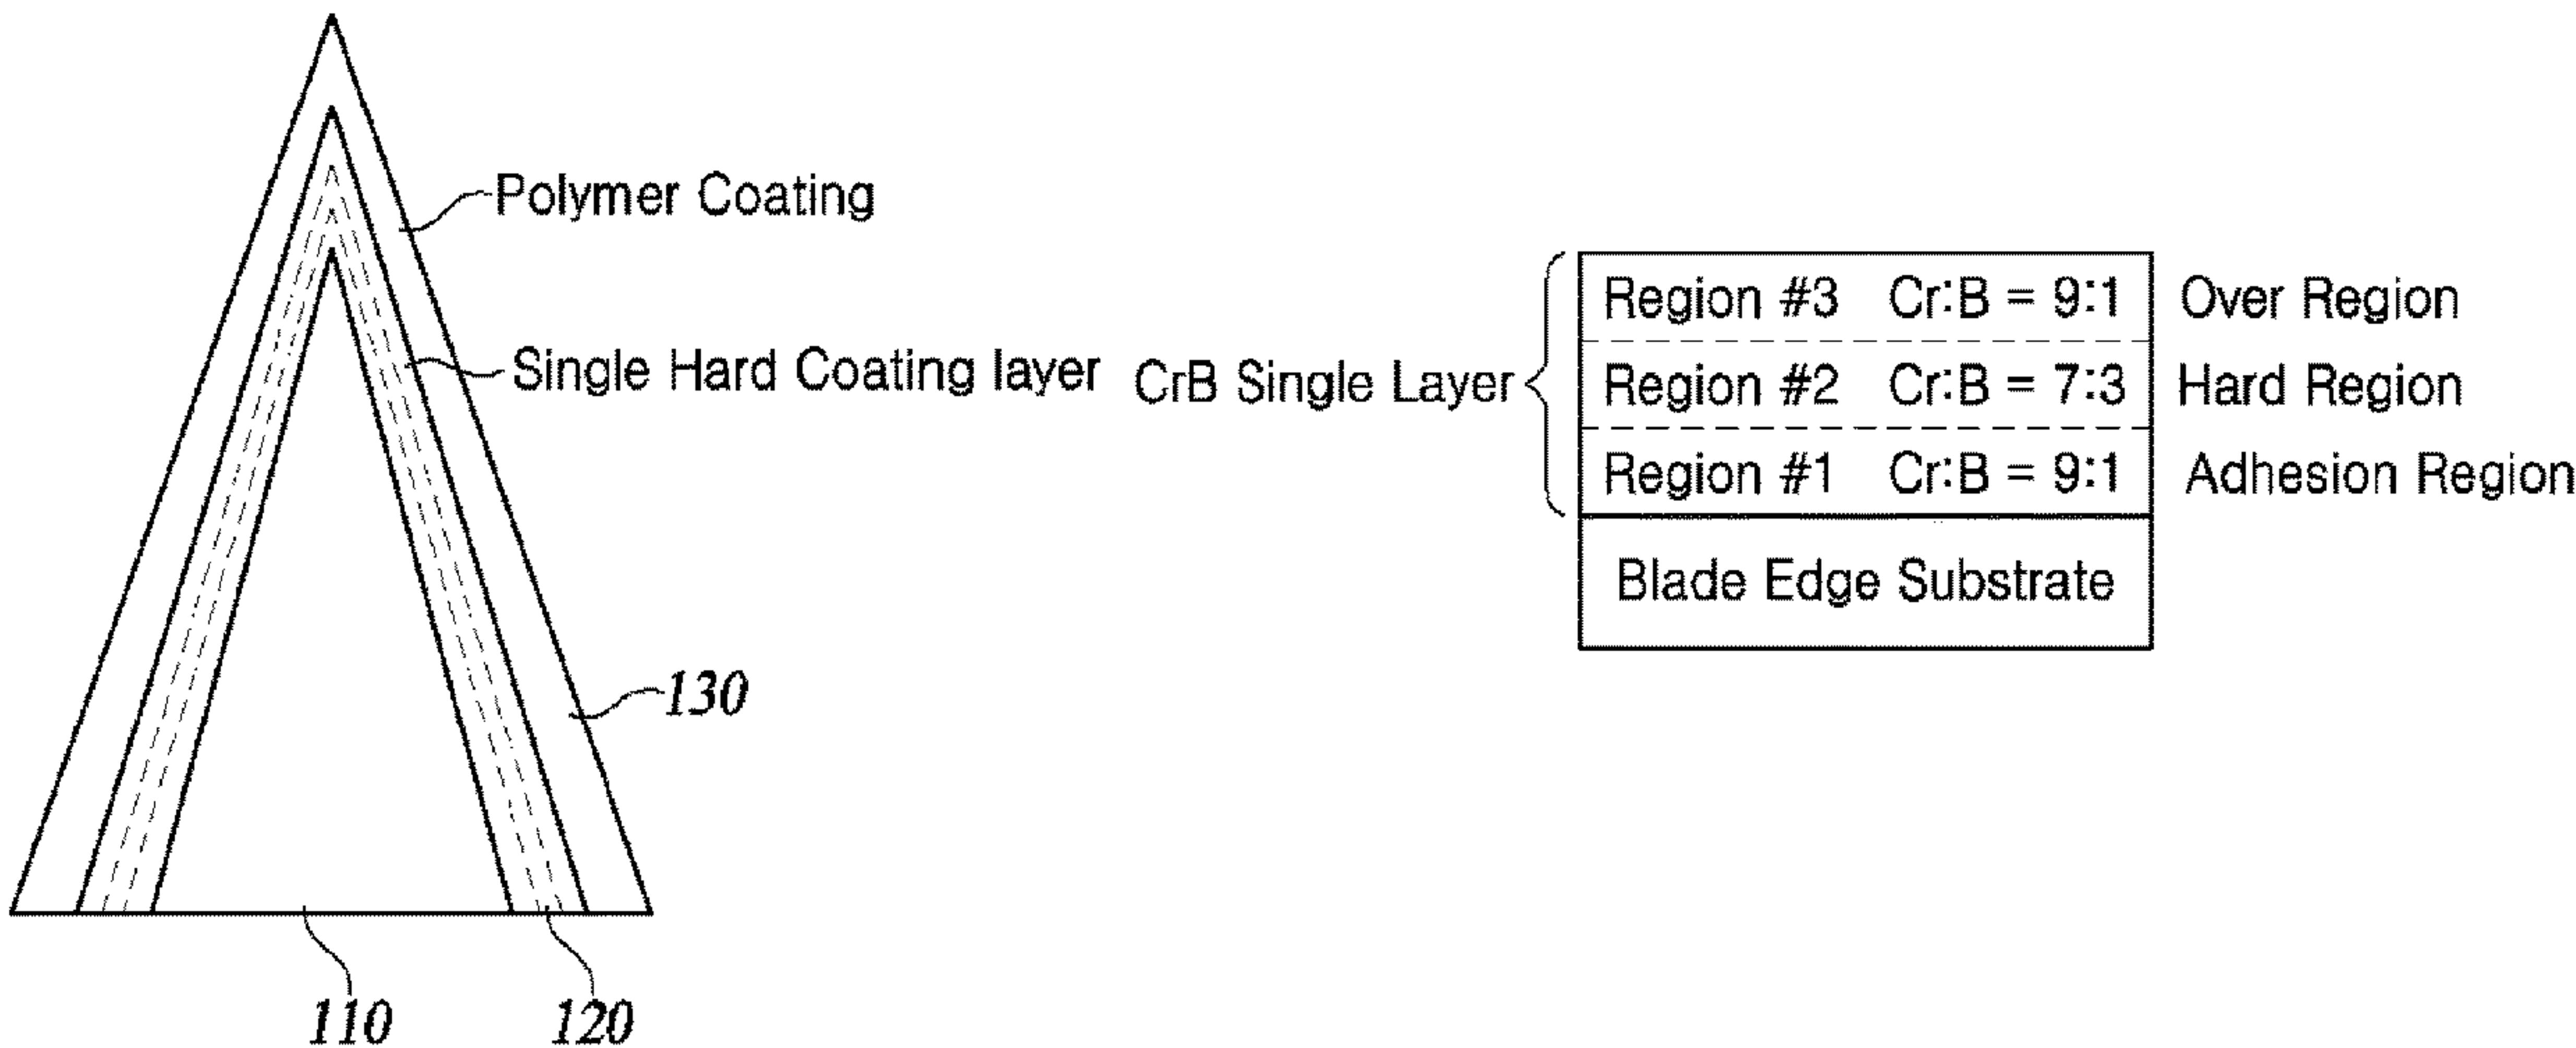 Polymer Coating
Single Hard Coating layer
130
110
120
CrB Single Layer
Region #3 Cr:B = 9:1 Over Region
Region #2 Cr:B = 7:3 Hard Region
Region #1 Cr:B = 9:1 Adhesion Region
Blade Edge Substrate